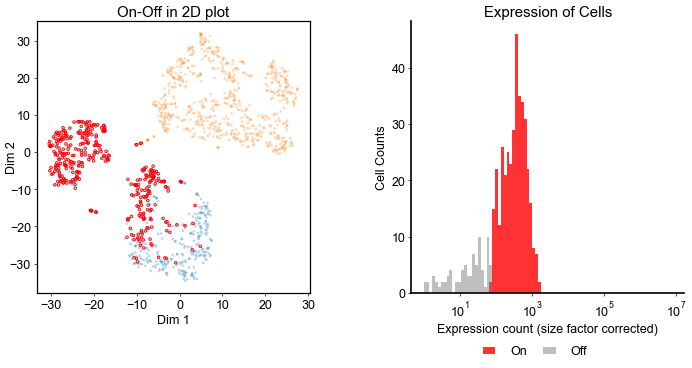 On-Off in 2D plot
Expression of Cells
30
20
10
0
−10
−20
−30
Dim 2
−30
−20
−10
0
10
20
30
Dim 1
40
30
20
10
0
Cell Counts
10^1
10^3
10^5
10^7
Expression count (size factor corrected)
On
Off